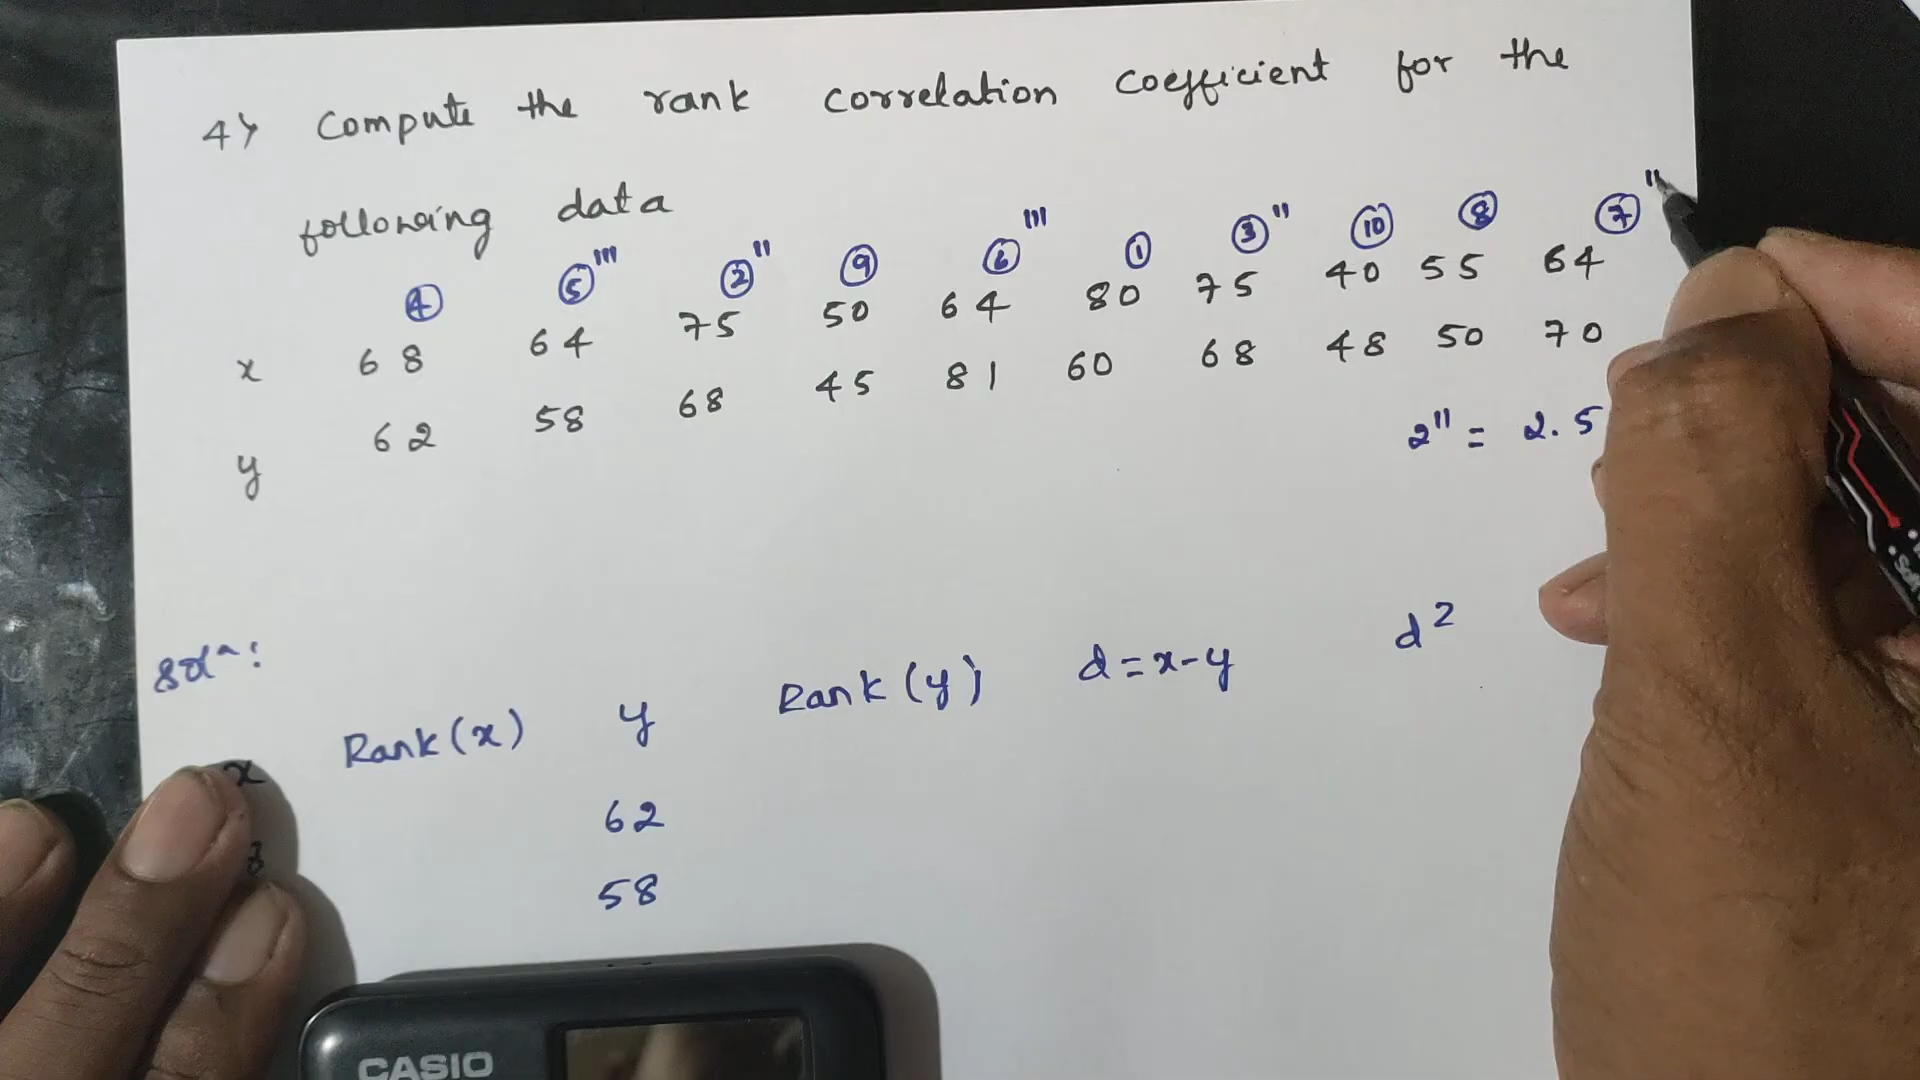 4> Compute the rank correlation coefficient for the
following data
4 5''' 2'' 9 6''' 1 3'' 10 8 7''
x 68 64 75 50 64 80 75 40 55 64
y 62 58 68 45 81 60 68 48 50 70
2'' = 2.5
Solⁿ:
x Rank(x) y Rank(y) d=x-y d²
62
58
CASIO